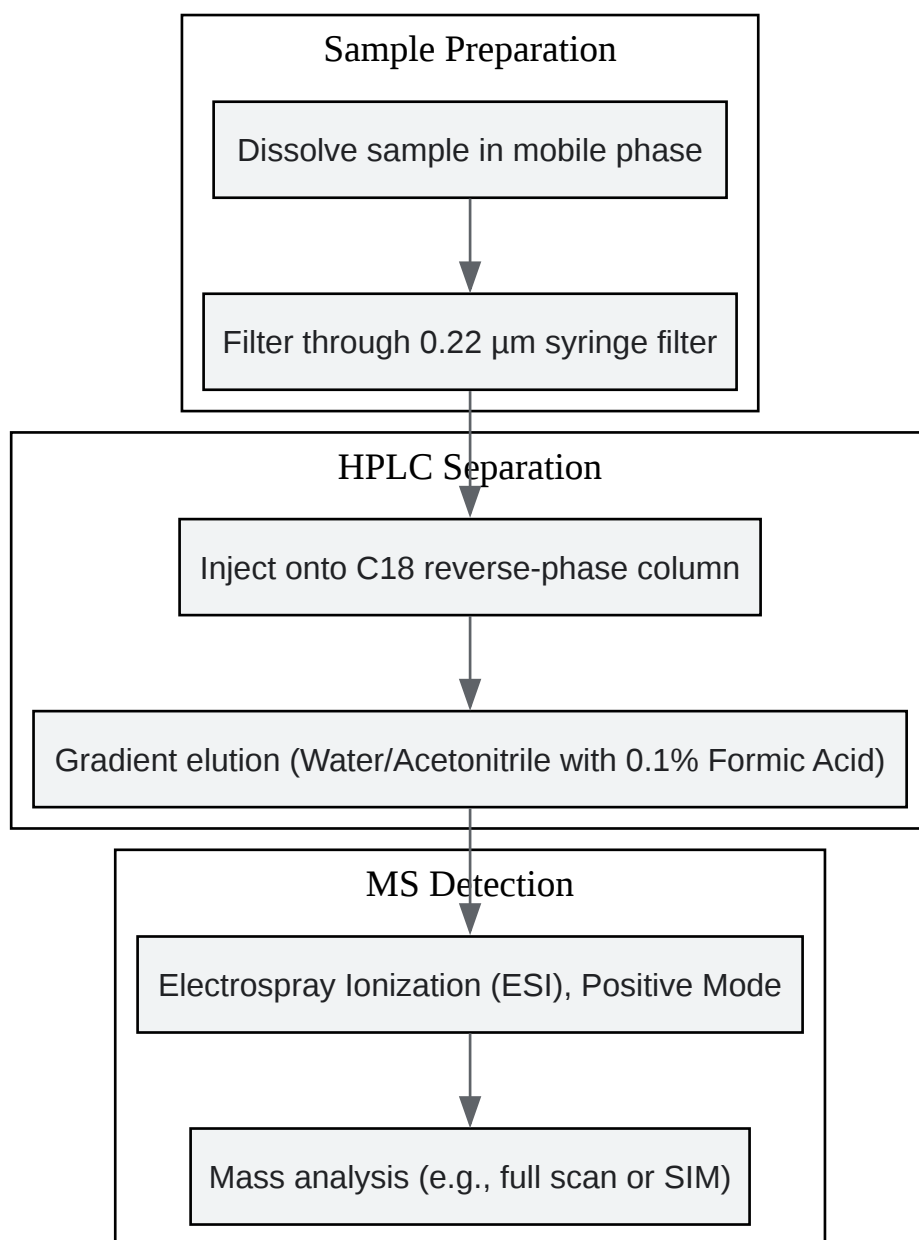 Sample Preparation
Dissolve sample in mobile phase
Filter through 0.22 µm syringe filter
HPLC Separation
Inject onto C18 reverse-phase column
Gradient elution (Water/Acetonitrile with 0.1% Formic Acid)
MS Detection
Electrospray Ionization (ESI), Positive Mode
Mass analysis (e.g., full scan or SIM)